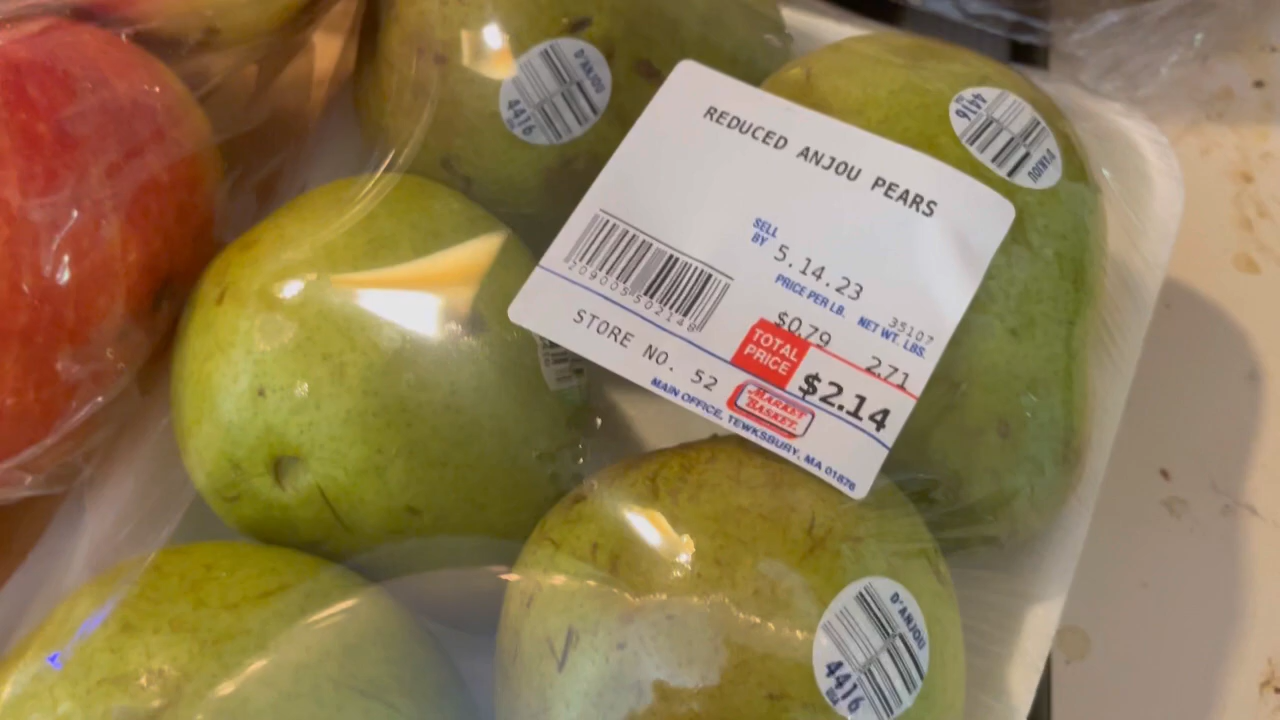 D'ANJOU
4416
4416
D'ANJOU
REDUCED ANJOU PEARS
SELL BY
5.14.23
PRICE PER LB.
NET WT. LBS.
35107
$0.79
2.71
209005502148
TOTAL PRICE
$2.14
STORE NO. 52
MARKET BASKET.
MAIN OFFICE, TEWKSBURY, MA 01876
D'ANJOU
4416